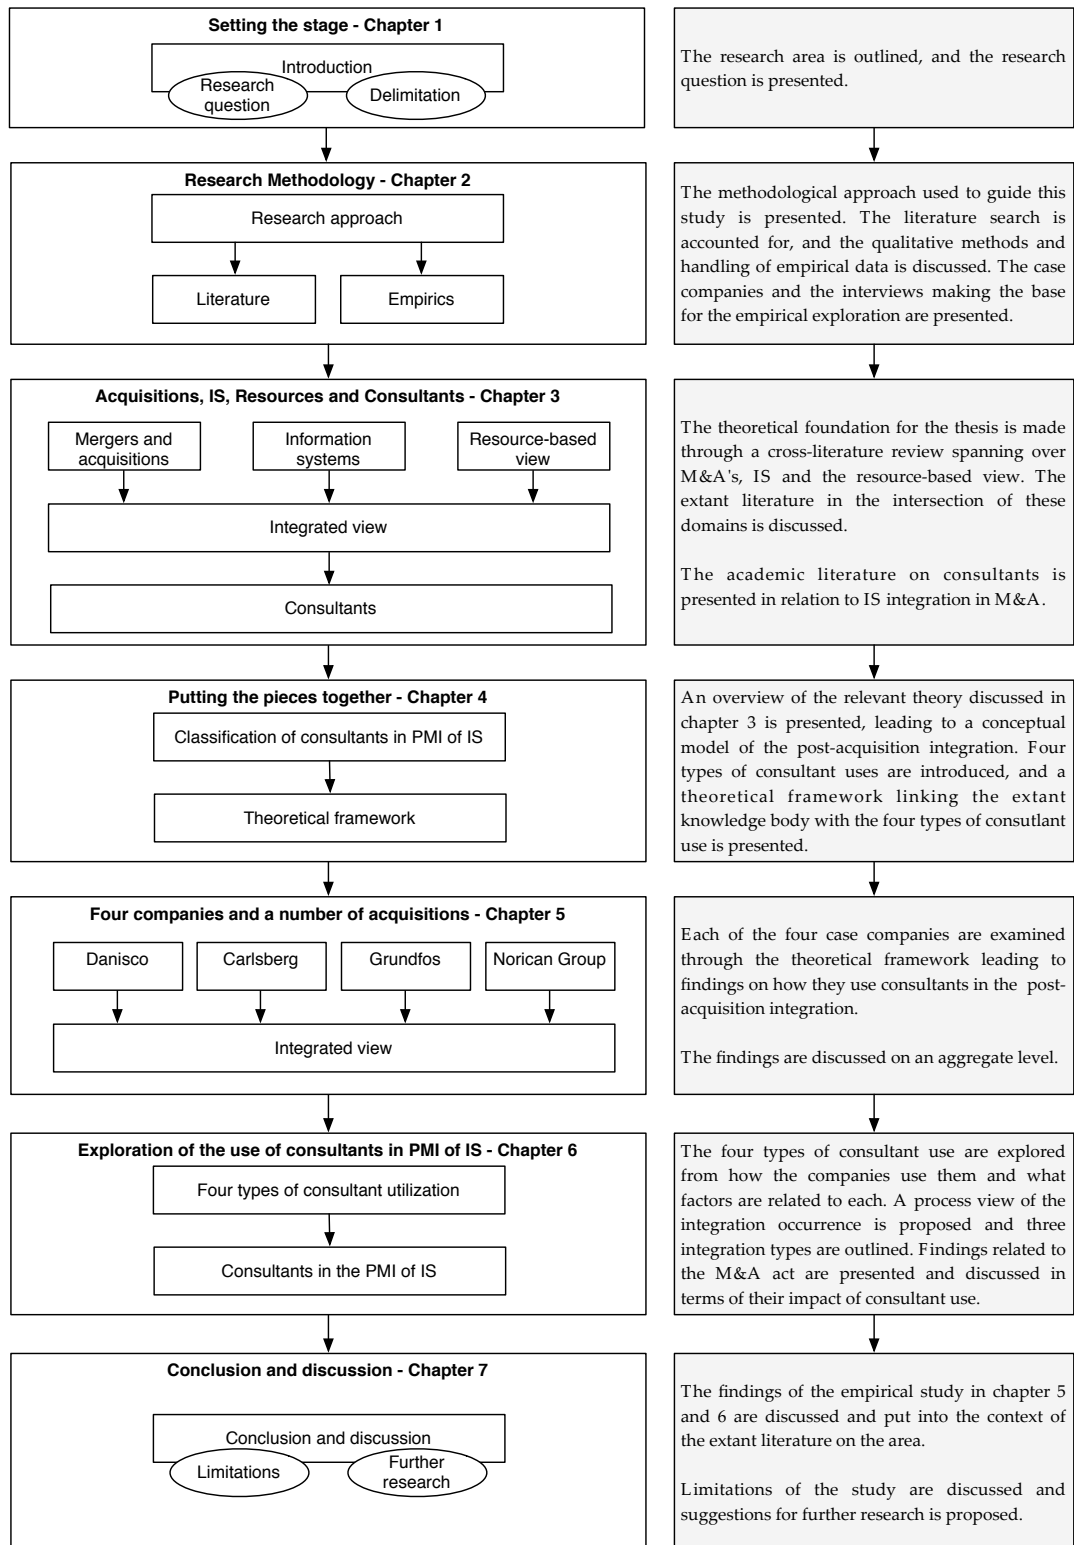 Setting the stage - Chapter 1
Introduction
Research
question
Delimitation
The research area is outlined, and the research
question is presented.
Research Methodology - Chapter 2
Research approach
Literature
Empirics
The methodological approach used to guide this
study is presented. The literature search is
accounted for, and the qualitative methods and
handling of empirical data is discussed. The case
companies and the interviews making the base
for the empirical exploration are presented.
Acquisitions, IS, Resources and Consultants - Chapter 3
Mergers and
acquisitions
Information
systems
Resource-based
view
Integrated view
Consultants
The theoretical foundation for the thesis is made
through a cross-literature review spanning over
M&A's, IS and the resource-based view. The
extant literature in the intersection of these
domains is discussed.
The academic literature on consultants is
presented in relation to IS integration in M&A.
Putting the pieces together - Chapter 4
Classification of consultants in PMI of IS
Theoretical framework
An overview of the relevant theory discussed in
chapter 3 is presented, leading to a conceptual
model of the post-acquisition integration. Four
types of consultant uses are introduced, and a
theoretical framework linking the extant
knowledge body with the four types of consutlant
use is presented.
Four companies and a number of acquisitions - Chapter 5
Danisco
Carlsberg
Grundfos
Norican Group
Integrated view
Each of the four case companies are examined
through the theoretical framework leading to
findings on how they use consultants in the post-
acquisition integration.
The findings are discussed on an aggregate level.
Exploration of the use of consultants in PMI of IS - Chapter 6
Four types of consultant utilization
Consultants in the PMI of IS
The four types of consultant use are explored
from how the companies use them and what
factors are related to each. A process view of the
integration occurrence is proposed and three
integration types are outlined. Findings related to
the M&A act are presented and discussed in
terms of their impact of consultant use.
Conclusion and discussion - Chapter 7
Conclusion and discussion
Limitations
Further
research
The findings of the empirical study in chapter 5
and 6 are discussed and put into the context of
the extant literature on the area.
Limitations of the study are discussed and
suggestions for further research is proposed.